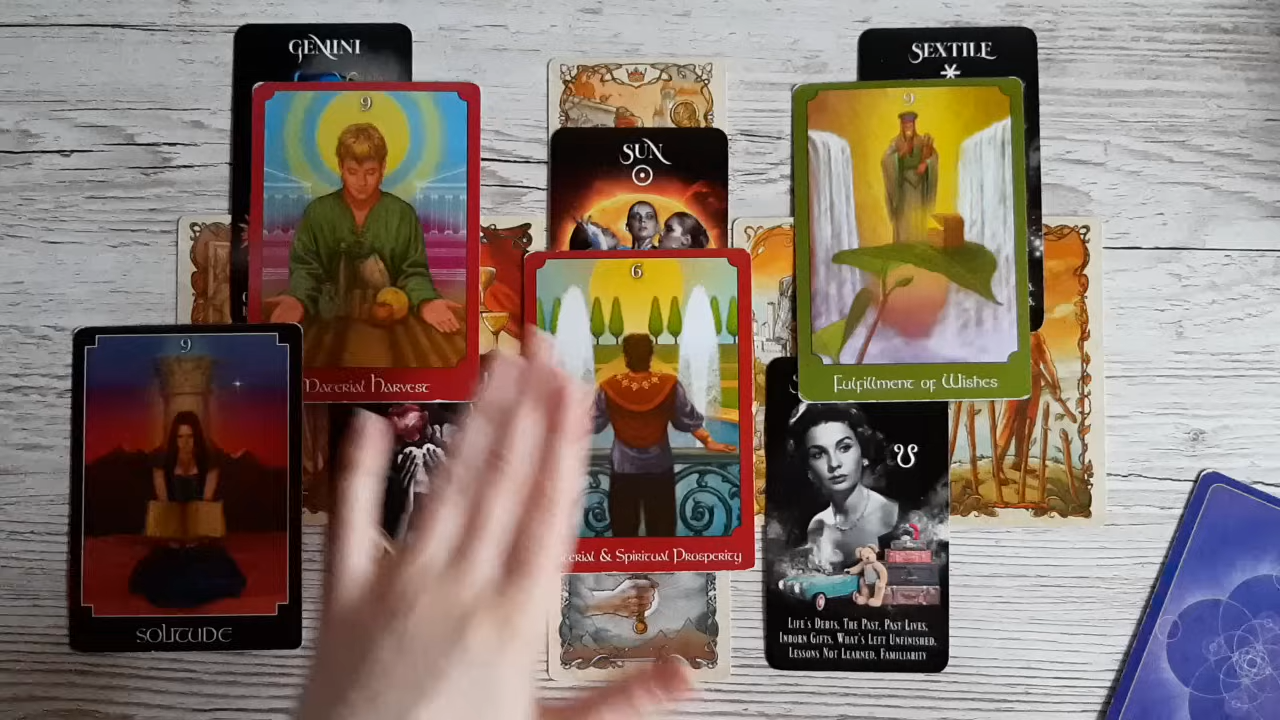 GEMINI
SEXTILE
9
SUN
9
6
Material Harvest
Fulfillment of Wishes
9
& Spiritual Prosperity
SOLITUDE
Life's Debts, The Past, Past Lives,
Inborn Gifts, What's Left Unfinished,
Lessons Not Learned, Familiarity